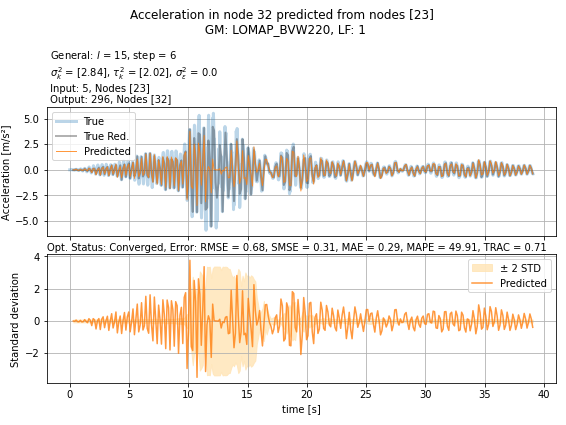 Acceleration in node 32 predicted from nodes [23]
GM: LOMAP_BVW220, LF: 1
General: l = 15, step = 6
σ²ₖ = [2.84], τ²ₖ = [2.02], σ²ε = 0.0
Input: 5, Nodes [23]
Output: 296, Nodes [32]
Acceleration [m/s²]
5.0
2.5
0.0
−2.5
−5.0
True
True Red.
Predicted
Opt. Status: Converged, Error: RMSE = 0.68, SMSE = 0.31, MAE = 0.29, MAPE = 49.91, TRAC = 0.71
Standard deviation
4
2
0
−2
± 2 STD
Predicted
0 5 10 15 20 25 30 35 40
time [s]